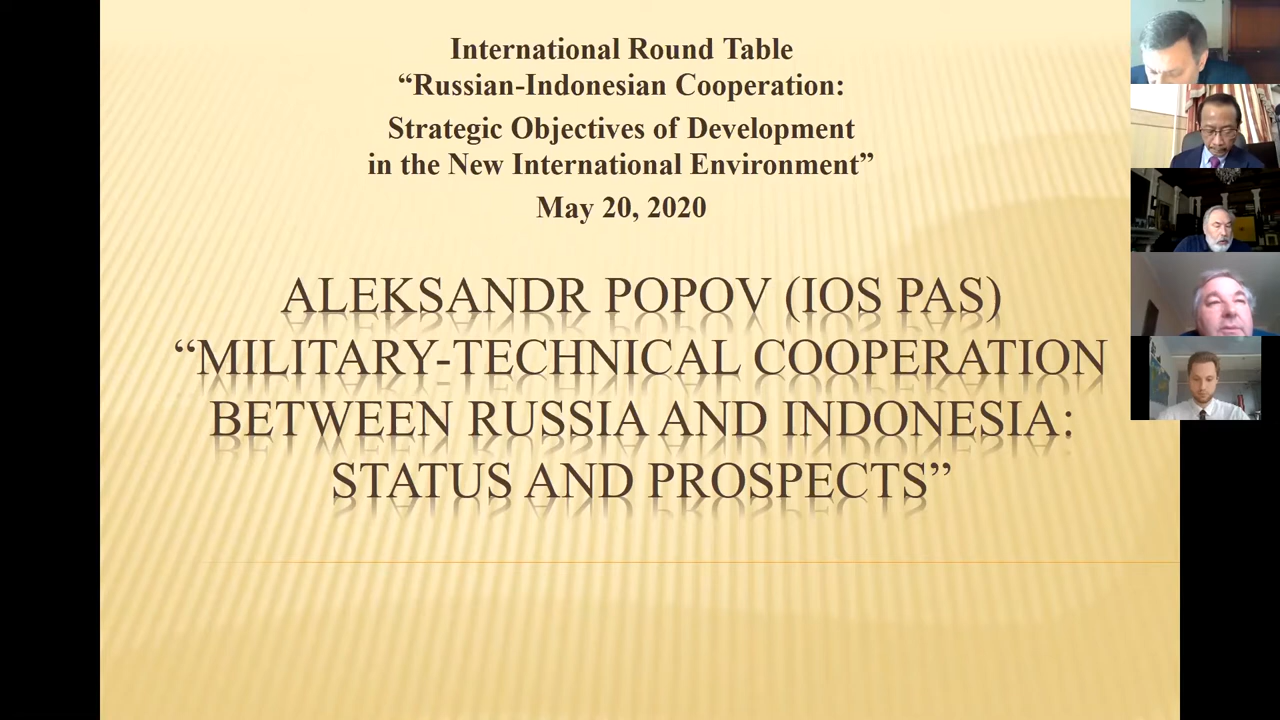 International Round Table
“Russian-Indonesian Cooperation:
Strategic Objectives of Development
in the New International Environment”
May 20, 2020
ALEKSANDR POPOV (IOS PAS)
“MILITARY-TECHNICAL COOPERATION
BETWEEN RUSSIA AND INDONESIA:
STATUS AND PROSPECTS”